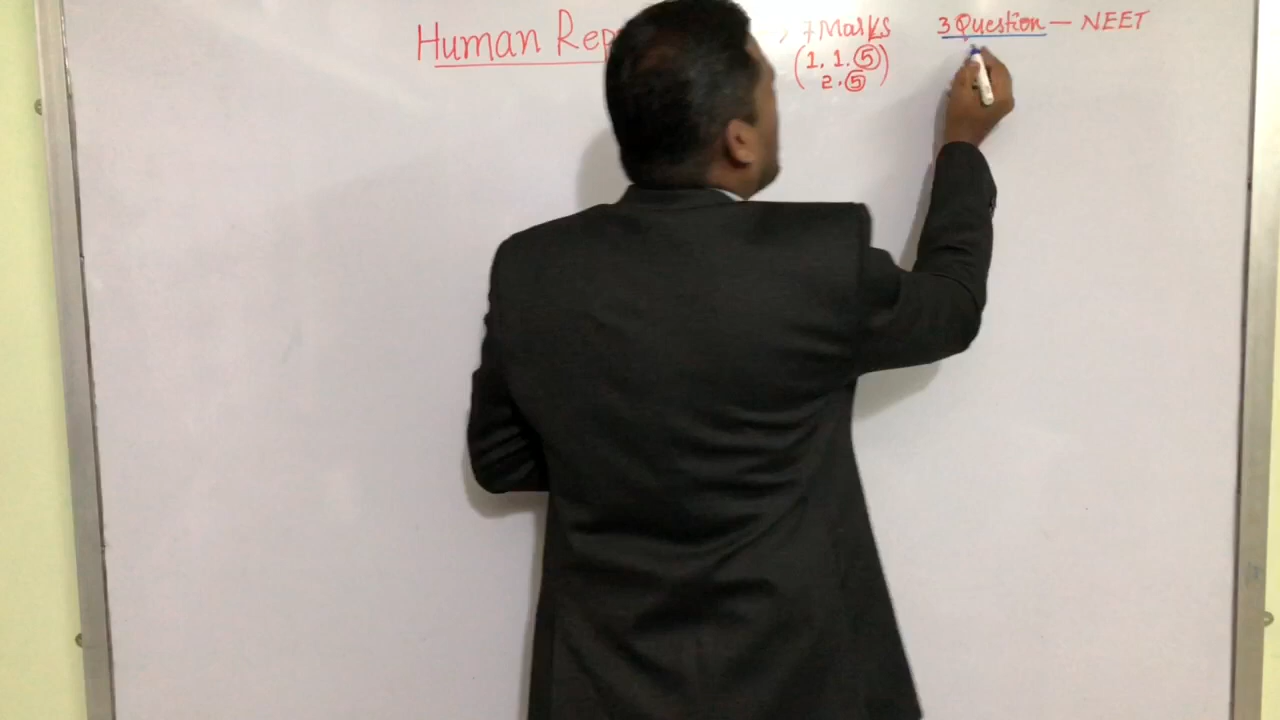 Human Rep 7 Marks 3 Question — NEET
(1, 1. 5)
2. 5